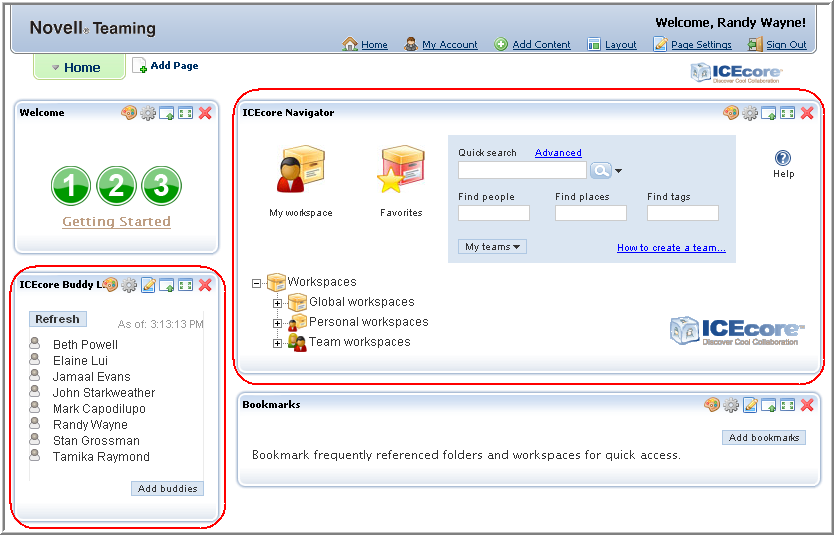 Novell® Teaming
Welcome, Randy Wayne!
Home My Account Add Content Layout Page Settings Sign Out
Home Add Page
ICEcore
Discover Cool Collaboration
Welcome
1 2 3
Getting Started
ICEcore Navigator
My workspace
Favorites
Quick search Advanced
Find people Find places Find tags
My teams How to create a team...
Help
Workspaces
Global workspaces
Personal workspaces
Team workspaces
ICEcore™
Discover Cool Collaboration
ICEcore Buddy L
Refresh As of: 3:13:13 PM
Beth Powell
Elaine Lui
Jamaal Evans
John Starkweather
Mark Capodilupo
Randy Wayne
Stan Grossman
Tamika Raymond
Add buddies
Bookmarks
Add bookmarks
Bookmark frequently referenced folders and workspaces for quick access.